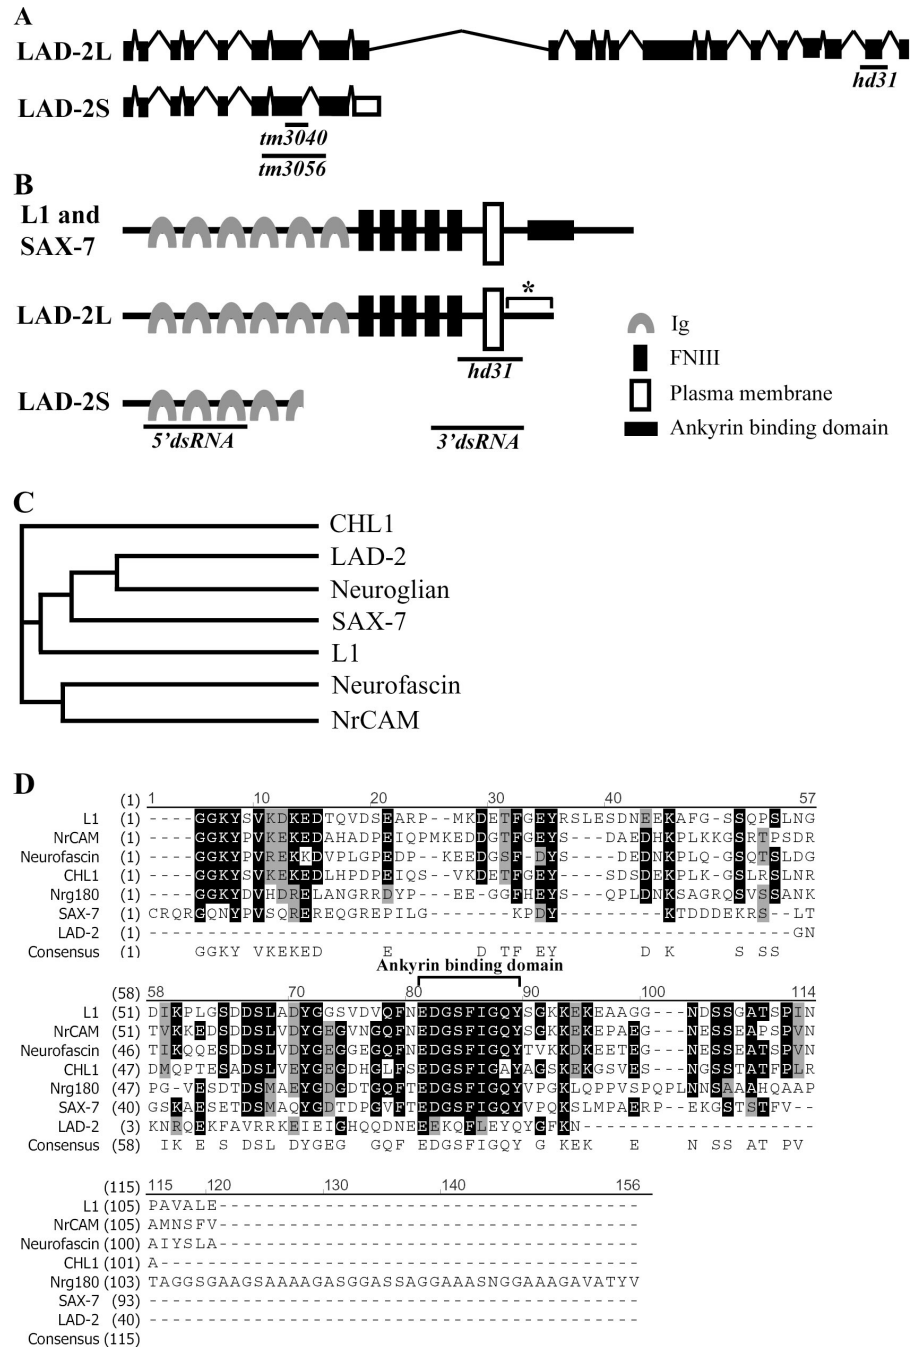 A
LAD-2L
hd31
LAD-2S
tm3040
tm3056
B
L1 and
SAX-7
LAD-2L
*
hd31
LAD-2S
5'dsRNA
3'dsRNA
Ig
FNIII
Plasma membrane
Ankyrin binding domain
C
CHL1
LAD-2
Neuroglian
SAX-7
L1
Neurofascin
NrCAM
D
(1) 1 10 20 30 40 57
L1 (1) ----GGKYSVKDKEDTQVDSEARP--MKDETFGEYRSLESDNEEKAFG-SSQPSLNG
NrCAM (1) ----GGKYPVKEKEDAHADPEIQPMKEDDGTFGEYS----DAEDHKPLKKGSRTPSDR
Neurofascin (1) ----GGKYPVREKKDVPLGPEDP-KEEDGSF-DYS----DEDNKPLQ-GSQTSLDG
CHL1 (1) ----GGKYSVKEKEDLHPDPEIQS--VKDETFGEYS----DSDEKPLK-GSLRSLNR
Nrg180 (1) ----GGKYDVHDRELANGRRDYP---EE-GGFHEYS---QPLDNKSAGRQSVSSANK
SAX-7 (1) CRQRGQNYPVSQREREQGREPILG-------KPDY---------KTDDDEKRS--LT
LAD-2 (1) -------------------------------------------------------GN
Consensus (1) GGKY VKEKED E D TF EY D K S SS
Ankyrin binding domain
(58) 58 70 80 90 100 114
L1 (51) DIKPLGSDDSLADYGGSVDVQFNEDGSFIGQYSGKKEKEAAGG---NDSSGATSPIN
NrCAM (51) TVKKEDSDDSLVDYGEGVNGQFNEDGSFIGQYSGKKEKEPAEG---NESSEAPSPVN
Neurofascin (46) TIKQQESDDSLVDYGEGGEGQFNEDGSFIGQYTVKKDKEETEG---NESSEATSPVN
CHL1 (47) DMQPTESADSLVEYGEGDHGLFSEDGSFIGAYAGSKEKGSVES---NGSSTATFPLR
Nrg180 (47) PG-VESDTDSMAEYGDGDTGQFTEDGSFIGQYVPGKLQPPVSPQPLNNSAAAHQAAP
SAX-7 (40) GSKAESETDSMAQYGDTDPGVFTEDGSFIGQYVPQKSLMPAERP--EKGSTSTFV--
LAD-2 (3) KNRQEKFAVRRKEIEIGHQQDNEEEKQFLEYQYGFKN--------------------
Consensus (58) IK E S DSL DYGEG GQF EDGSFIGQY G KEK E N SS AT PV
(115) 115 120 130 140 156
L1 (105) PAVALE------------------------------------
NrCAM (105) AMNSFV------------------------------------
Neurofascin (100) AIYSLA------------------------------------
CHL1 (101) A-----------------------------------------
Nrg180 (103) TAGGSGAAGSAAAAGASGGASSAGGAAASNGGAAAGAVATYV
SAX-7 (93) ------------------------------------------
LAD-2 (40) ------------------------------------------
Consensus (115)